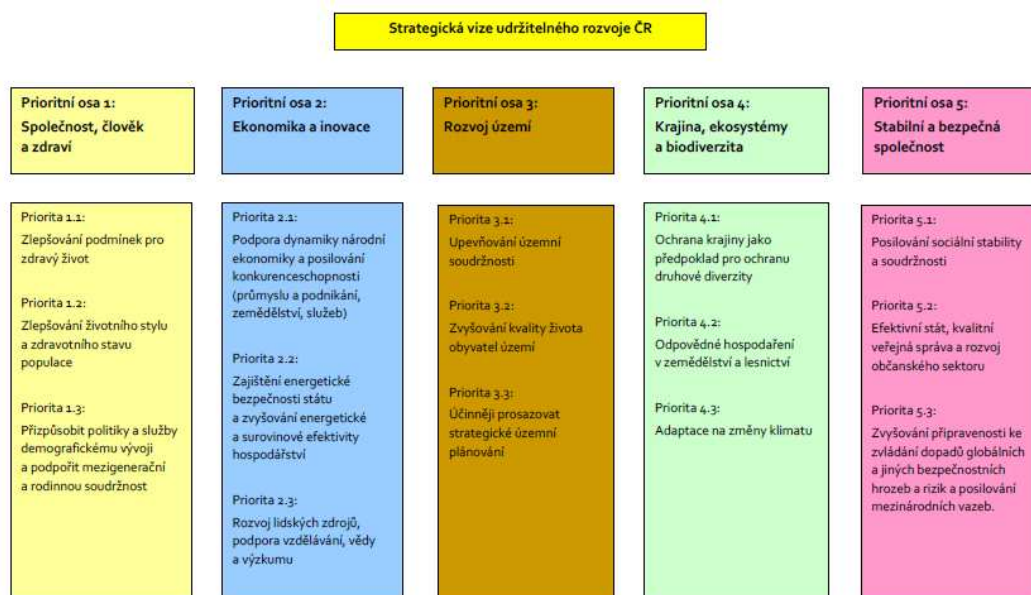 Strategická vize udržitelného rozvoje ČR
Prioritní osa 1:
Společnost, člověk
a zdraví
Prioritní osa 2:
Ekonomika a inovace
Prioritní osa 3:
Rozvoj území
Prioritní osa 4:
Krajina, ekosystémy
a biodiverzita
Prioritní osa 5:
Stabilní a bezpečná
společnost
Priorita 1.1:
Zlepšování podmínek pro
zdravý život
Priorita 1.2:
Zlepšování životního stylu
a zdravotního stavu
populace
Priorita 1.3:
Přizpůsobit politiky a služby
demografickému vývoji
a podpořit mezigenerační
a rodinnou soudržnost
Priorita 2.1:
Podpora dynamiky národní
ekonomiky a posilování
konkurenceschopnosti
(průmyslu a podnikání,
zemědělství, služeb)
Priorita 2.2:
Zajištění energetické
bezpečnosti státu
a zvyšování energetické
a surovinové efektivity
hospodářství
Priorita 2.3:
Rozvoj lidských zdrojů,
podpora vzdělávání, vědy
a výzkumu
Priorita 3.1:
Upevňování územní
soudržnosti
Priorita 3.2:
Zvyšování kvality života
obyvatel území
Priorita 3.3:
Účinněji prosazovat
strategické územní
plánování
Priorita 4.1:
Ochrana krajiny jako
předpoklad pro ochranu
druhové diverzity
Priorita 4.2:
Odpovědné hospodaření
v zemědělství a lesnictví
Priorita 4.3:
Adaptace na změny klimatu
Priorita 5.1:
Posilování sociální stability
a soudržnosti
Priorita 5.2:
Efektivní stát, kvalitní
veřejná správa a rozvoj
občanského sektoru
Priorita 5.3:
Zvyšování připravenosti ke
zvládání dopadů globálních
a jiných bezpečnostních
hrozeb a rizik a posilování
mezinárodních vazeb.